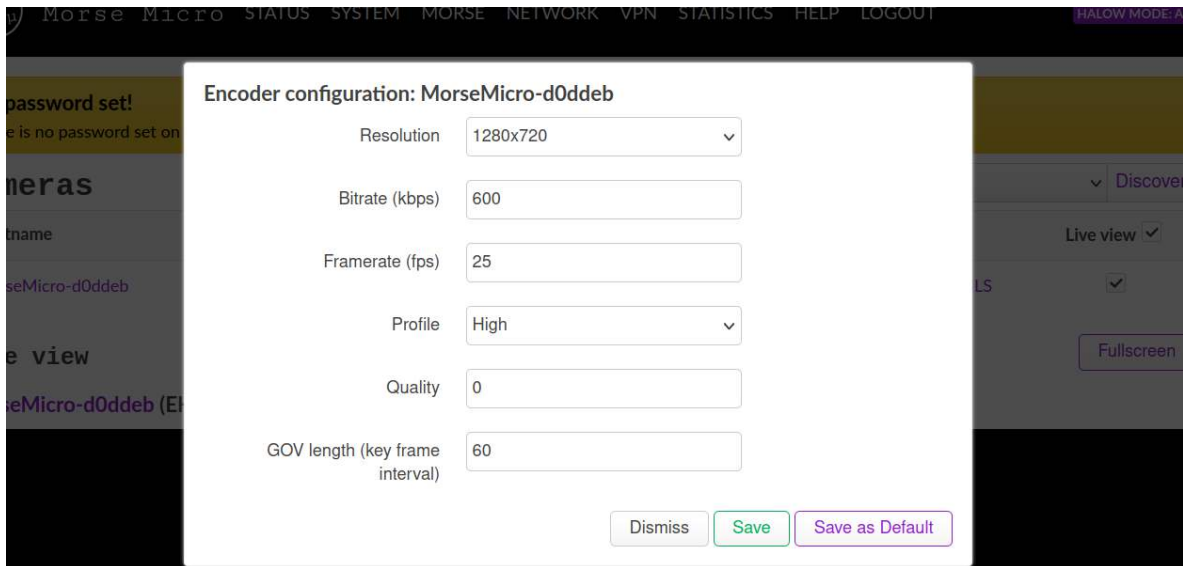 Morse Micro STATUS SYSTEM MORSE NETWORK VPN STATISTICS HELP LOGOUT HALOW MODE: A
password set!
e is no password set on
Encoder configuration: MorseMicro-d0ddeb
Resolution 1280x720
Bitrate (kbps) 600
Framerate (fps) 25
Profile High
Quality 0
GOV length (key frame
interval) 60
Dismiss Save Save as Default
meras
Discover
tname
Live view
seMicro-d0ddeb
LS
e view
Fullscreen
seMicro-d0ddeb (E